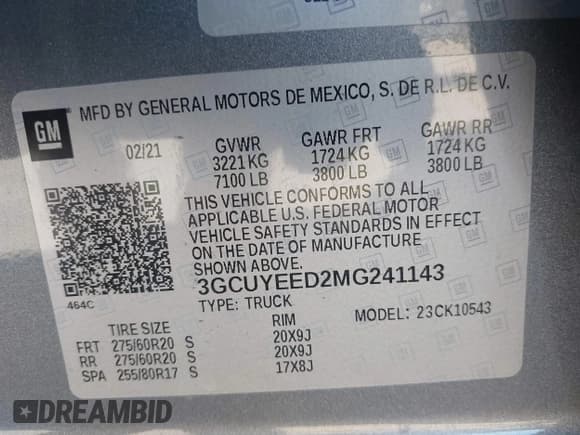 GM
MFD BY GENERAL MOTORS DE MEXICO, S. DE R.L. DE C.V.
02/21 GVWR GAWR FRT GAWR RR
3221 KG 1724 KG 1724 KG
7100 LB 3800 LB 3800 LB
THIS VEHICLE CONFORMS TO ALL
APPLICABLE U.S. FEDERAL MOTOR
VEHICLE SAFETY STANDARDS IN EFFECT
ON THE DATE OF MANUFACTURE
SHOWN ABOVE.
464C
3GCUYEED2MG241143
TYPE: TRUCK MODEL: 23CK10543
TIRE SIZE RIM
FRT 275/60R20 S 20X9J
RR 275/60R20 S 20X9J
SPA 255/80R17 S 17X8J
DREAMBID